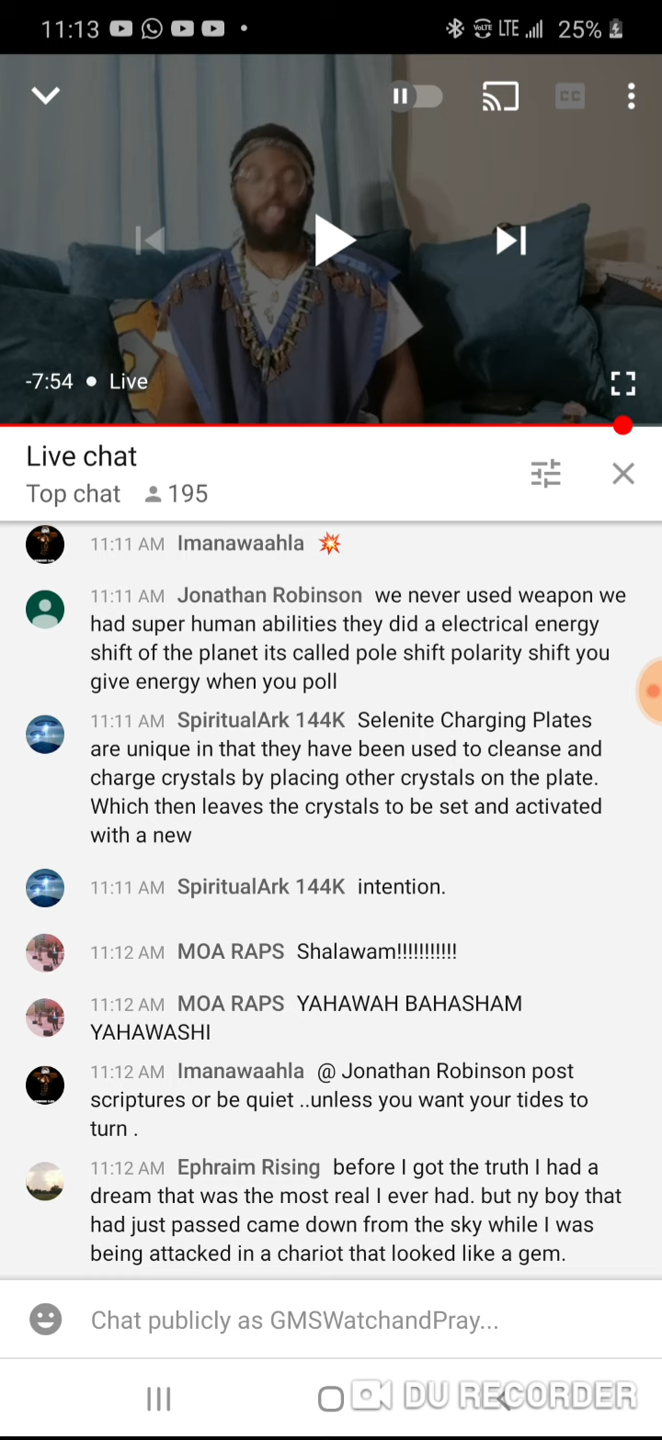 11:13
VoLTE LTE 25%
CC
-7:54 • Live
Live chat
Top chat 195
11:11 AM Imanawaahla 💥
11:11 AM Jonathan Robinson we never used weapon we
had super human abilities they did a electrical energy
shift of the planet its called pole shift polarity shift you
give energy when you poll
11:11 AM SpiritualArk 144K Selenite Charging Plates
are unique in that they have been used to cleanse and
charge crystals by placing other crystals on the plate.
Which then leaves the crystals to be set and activated
with a new
11:11 AM SpiritualArk 144K intention.
11:12 AM MOA RAPS Shalawam!!!!!!!!!!!
11:12 AM MOA RAPS YAHAWAH BAHASHAM
YAHAWASHI
11:12 AM Imanawaahla @ Jonathan Robinson post
scriptures or be quiet ..unless you want your tides to
turn .
11:12 AM Ephraim Rising before I got the truth I had a
dream that was the most real I ever had. but ny boy that
had just passed came down from the sky while I was
being attacked in a chariot that looked like a gem.
Chat publicly as GMSWatchandPray...
DU RECORDER